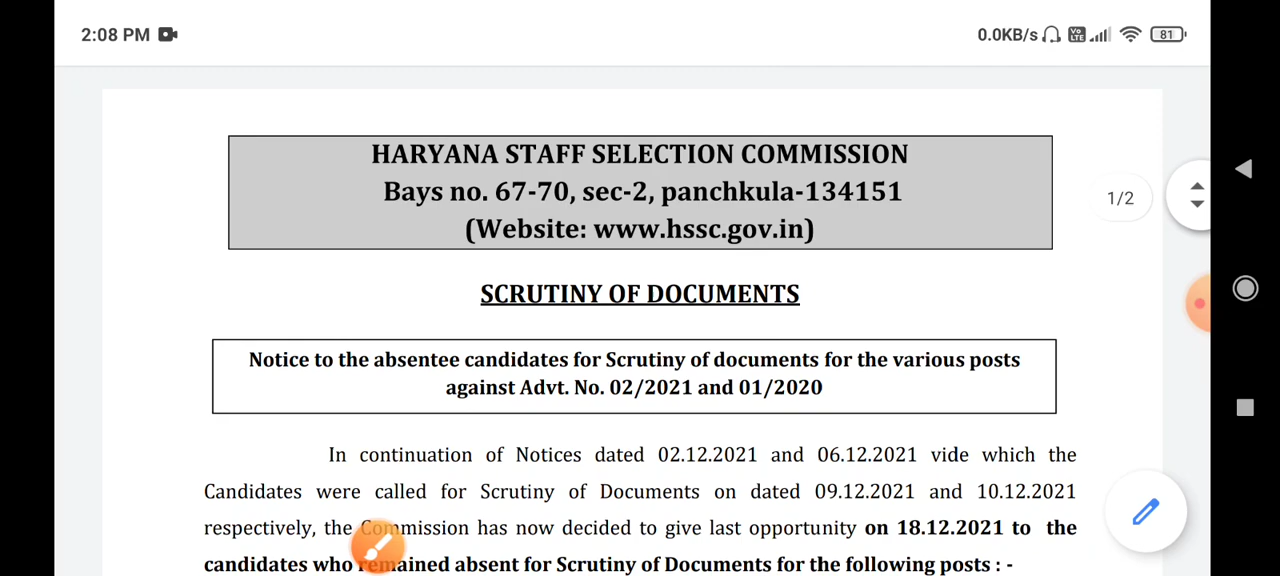 2:08 PM
0.0KB/s Vo LTE 81
HARYANA STAFF SELECTION COMMISSION
Bays no. 67-70, sec-2, panchkula-134151
(Website: www.hssc.gov.in)
1/2
SCRUTINY OF DOCUMENTS
Notice to the absentee candidates for Scrutiny of documents for the various posts
against Advt. No. 02/2021 and 01/2020
In continuation of Notices dated 02.12.2021 and 06.12.2021 vide which the
Candidates were called for Scrutiny of Documents on dated 09.12.2021 and 10.12.2021
respectively, the Commission has now decided to give last opportunity on 18.12.2021 to the
candidates who remained absent for Scrutiny of Documents for the following posts : -